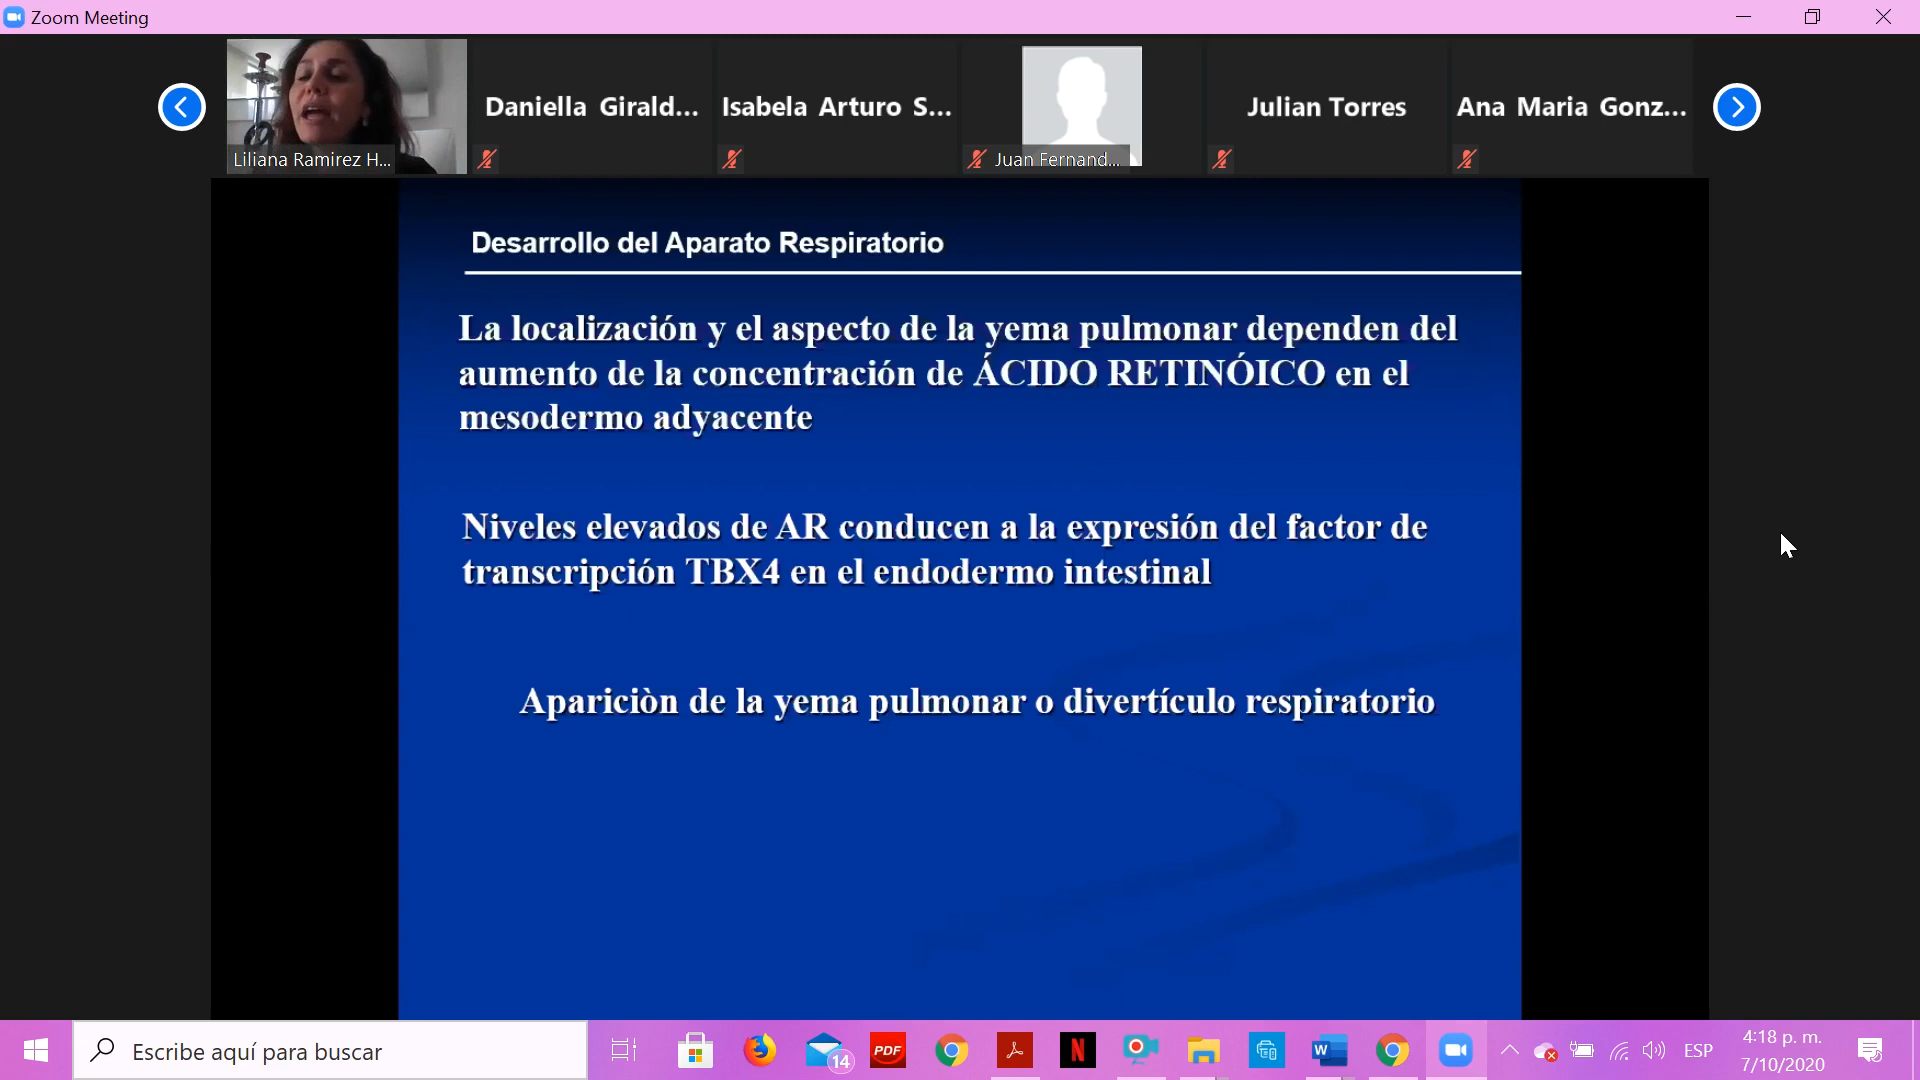 Zoom Meeting
Liliana Ramirez H...
Daniella Girald...
Isabela Arturo S...
Juan Fernand...
Julian Torres
Ana Maria Gonz...
Desarrollo del Aparato Respiratorio
La localización y el aspecto de la yema pulmonar dependen del
aumento de la concentración de ÁCIDO RETINÓICO en el
mesodermo adyacente
Niveles elevados de AR conducen a la expresión del factor de
transcripción TBX4 en el endodermo intestinal
Apariciòn de la yema pulmonar o divertículo respiratorio
Escribe aquí para buscar
14
PDF
N
W
ESP
4:18 p. m.
7/10/2020